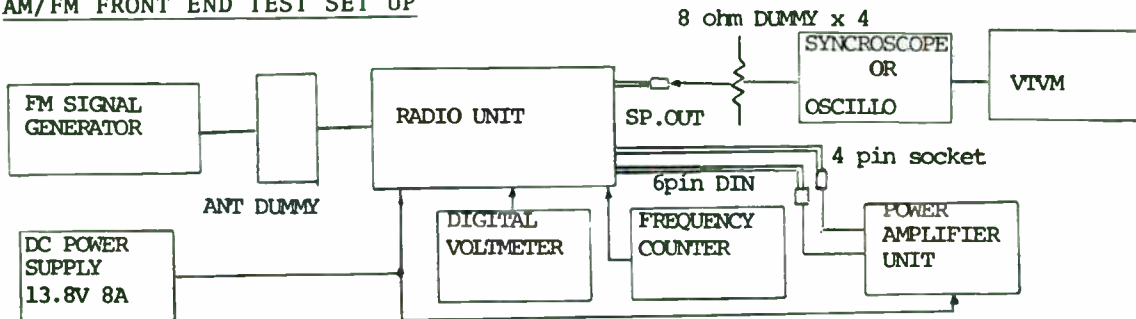 AM/FM FRONT END TEST SET UP
8 ohm DUMMY x 4
FM SIGNAL
GENERATOR
ANT DUMMY
RADIO UNIT
SP.OUT
SYNCROSCOPE
OR
OSCILLO
VTVM
4 pin socket
6pin DIN
DC POWER
SUPPLY
13.8V 8A
DIGITAL
VOLTMETER
FREQUENCY
COUNTER
POWER
AMPLIFIER
UNIT